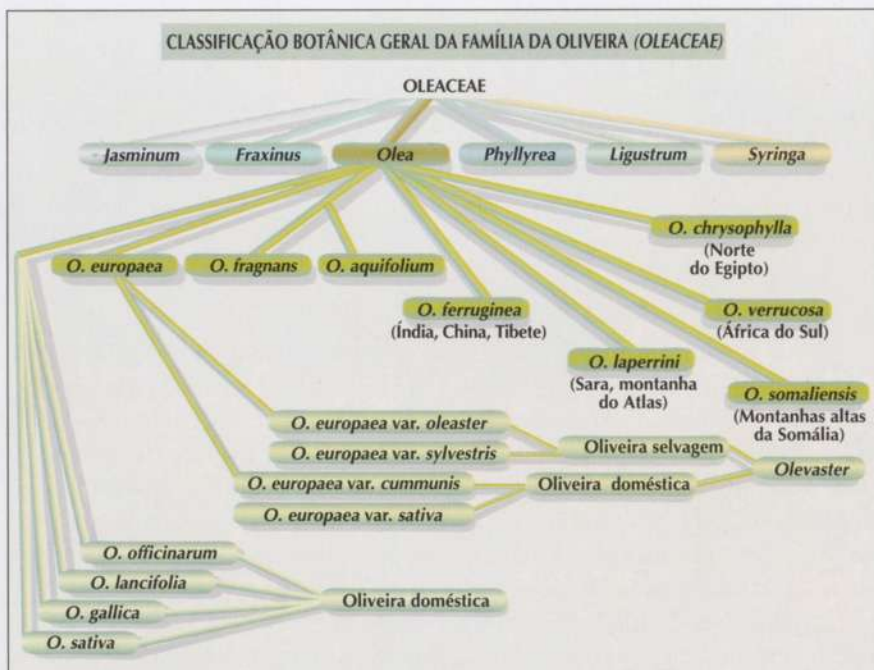 CLASSIFICAÇÃO BOTÂNICA GERAL DA FAMÍLIA DA OLIVEIRA (OLEACEAE)
OLEACEAE
Jasminum
Fraxinus
Olea
Phyllyrea
Ligustrum
Syringa
O. chrysophylla
(Norte
do Egipto)
O. europaea
O. fragnans
O. aquifolium
O. ferruginea
(Índia, China, Tibete)
O. verrucosa
(África do Sul)
O. laperrini
(Sara, montanha
do Atlas)
O. somaliensis
(Montanhas altas
da Somália)
O. europaea var. oleaster
O. europaea var. sylvestris
Oliveira selvagem
O. europaea var. cummunis
Oliveira doméstica
Olevaster
O. europaea var. sativa
O. officinarum
O. lancifolia
Oliveira doméstica
O. gallica
O. sativa